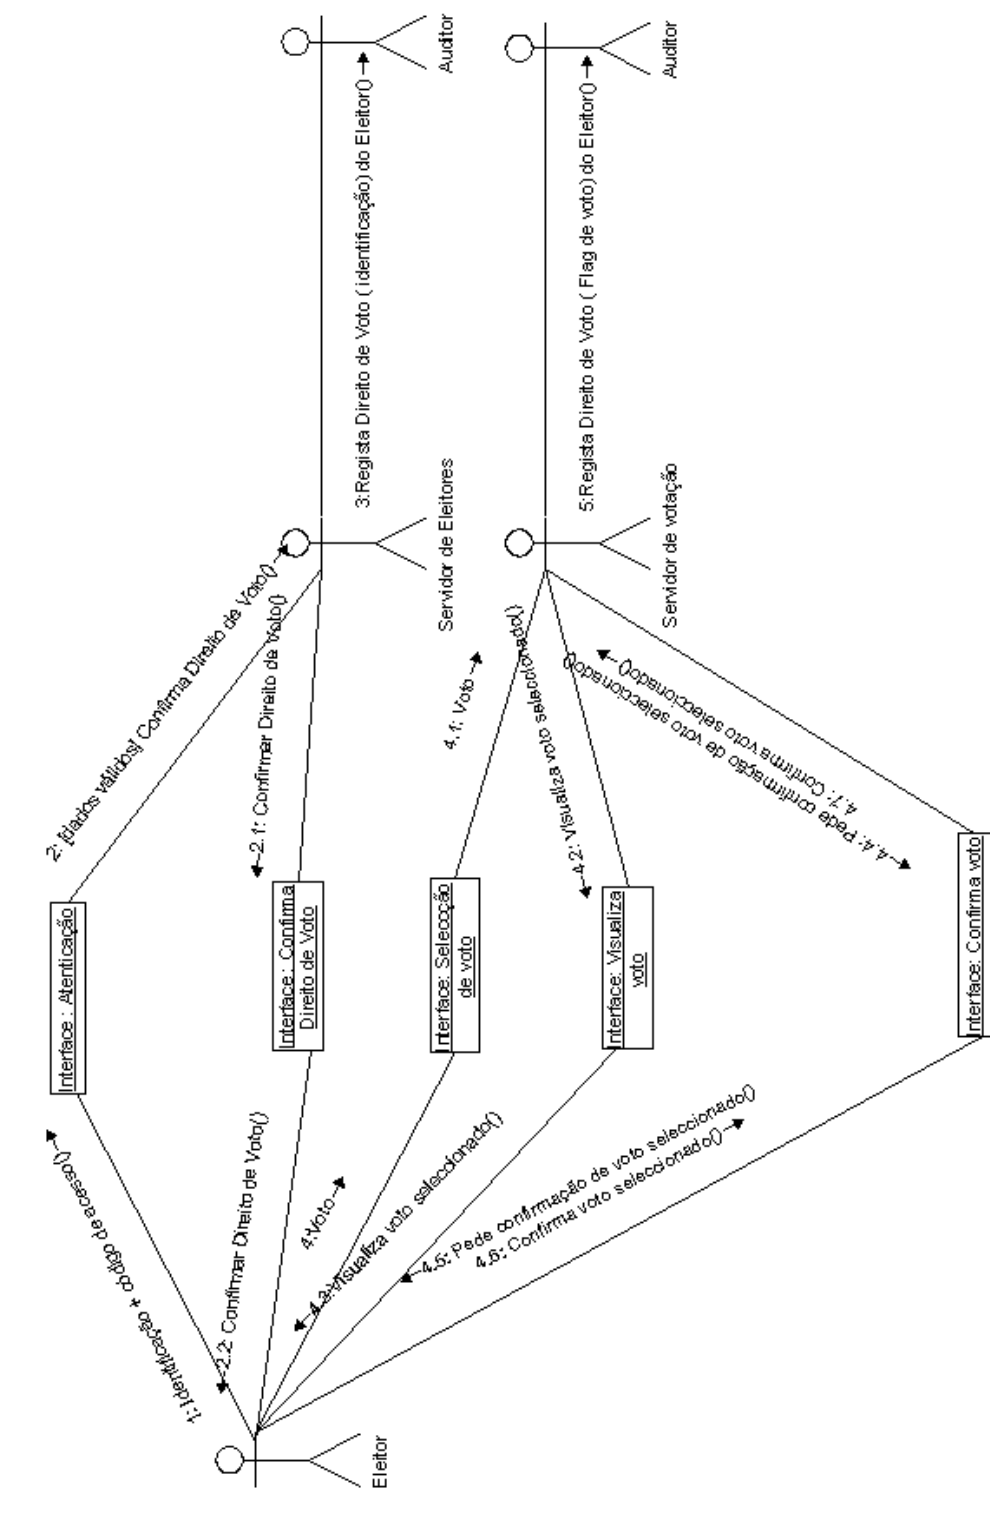 Eleitor
1:Identificação + código de acesso()
Interface : Atenticação
2: [dados válidos] Confirma Direito de Voto()
2.1: Confirmar Direito de Voto()
Interface : Confirma
Direito de Voto
2.2: Confirmar Direito de Voto()
Servidor de Eleitores
3:Regista Direito de Voto ( identificação) do Eleitor()
Auditor
4:Voto
Interface: Selecção
de voto
4.1: Voto
4.2: Visualiza voto seleccionado()
Interface: Visualiza
voto
4.3:Visualiza voto seleccionado()
4.4: Pede confirmação de voto seleccionado()
4.7: Confirma voto seleccionado()
Interface: Confirma voto
4.5: Pede confirmação de voto seleccionado()
4.6: Confirma voto seleccionado()
Servidor de votação
5:Regista Direito de Voto ( Flag de voto) do Eleitor()
Auditor